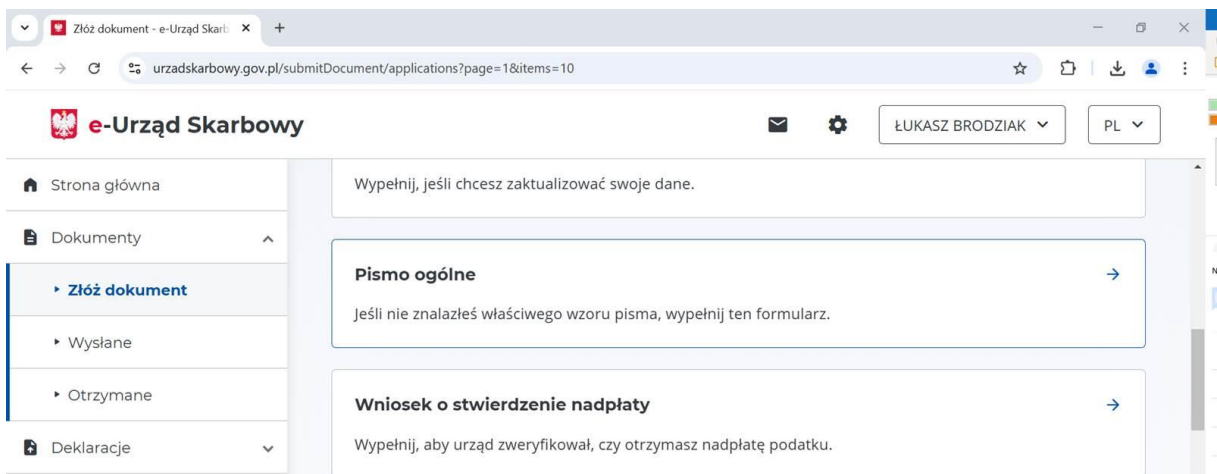 Złóż dokument - e-Urząd Skarb
urzadskarbowy.gov.pl/submitDocument/applications?page=1&items=10
e-Urząd Skarbowy
ŁUKASZ BRODZIAK
PL
Strona główna
Dokumenty
Złóż dokument
Wysłane
Otrzymane
Deklaracje
Wypełnij, jeśli chcesz zaktualizować swoje dane.
Pismo ogólne
Jeśli nie znalazłeś właściwego wzoru pisma, wypełnij ten formularz.
Wniosek o stwierdzenie nadpłaty
Wypełnij, aby urząd zweryfikował, czy otrzymasz nadpłatę podatku.